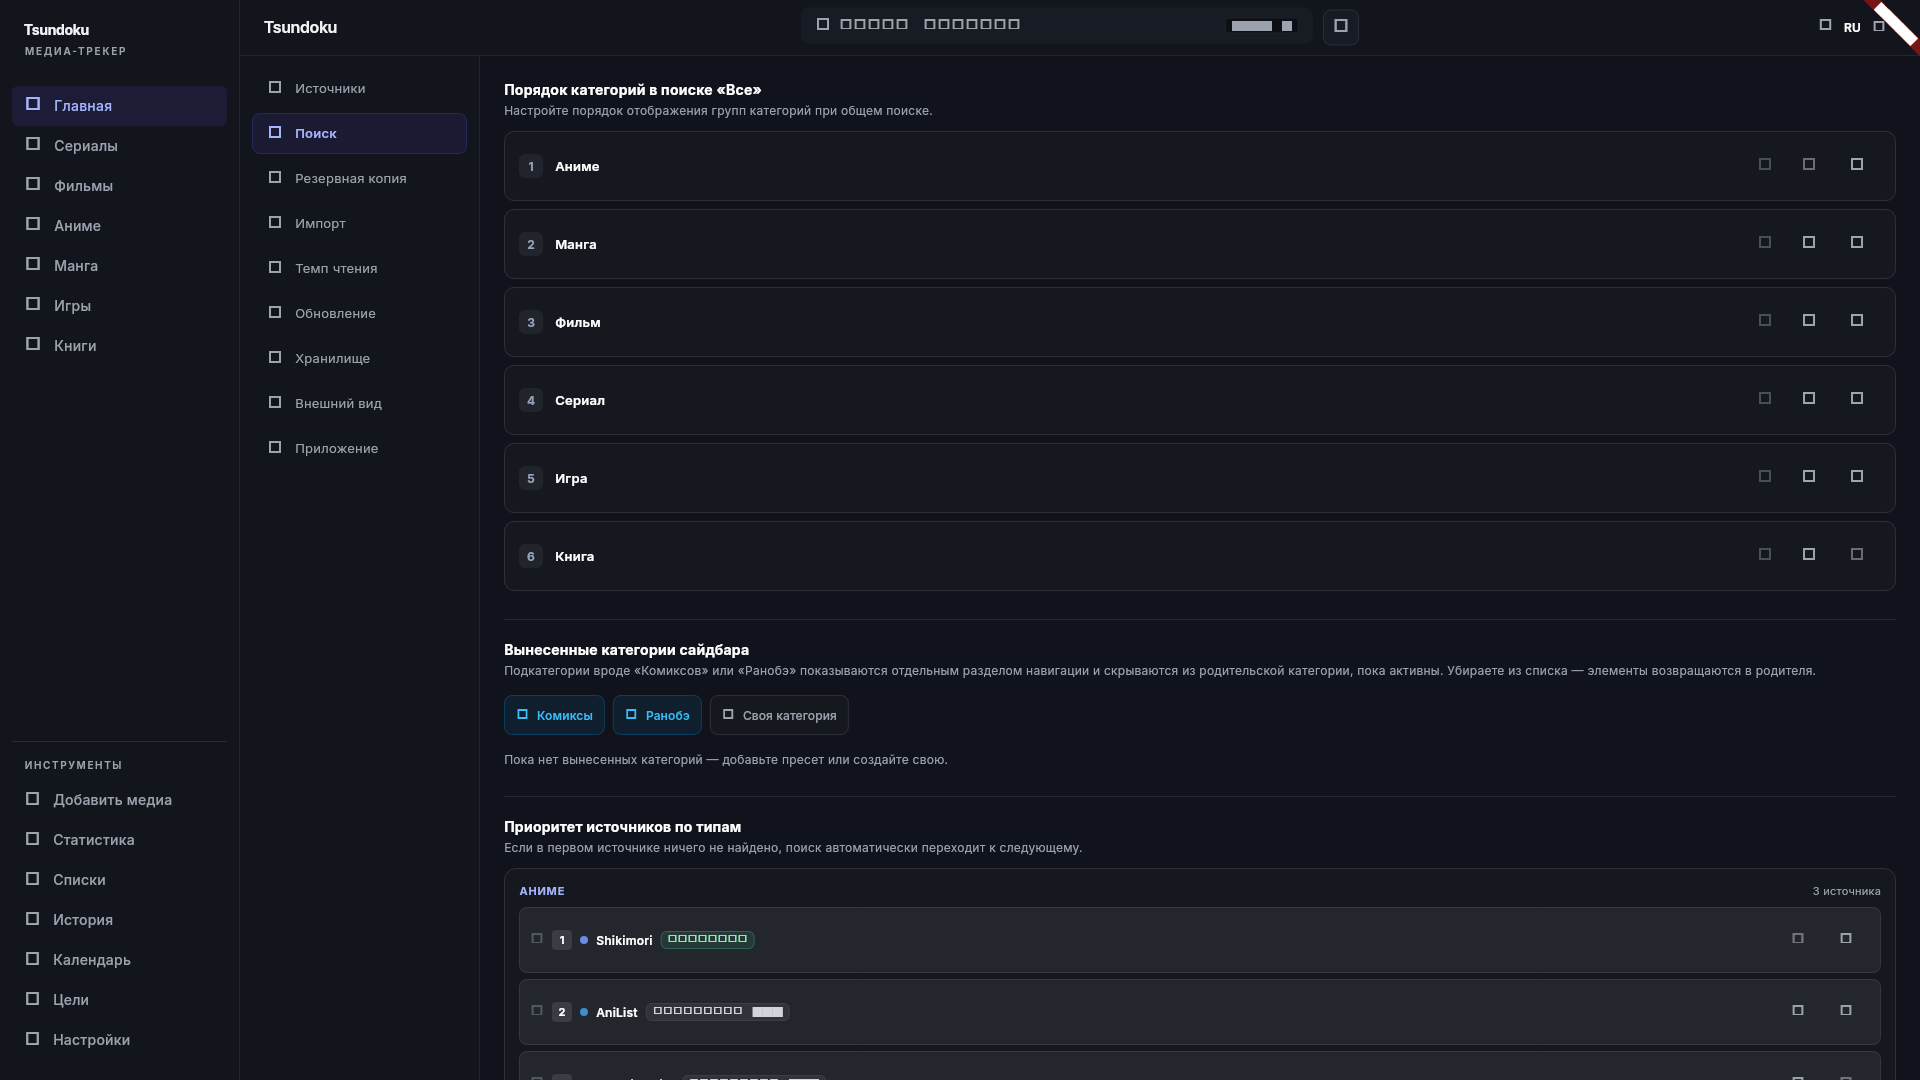 Tsundoku
МЕДИА-ТРЕКЕР
Главная
Сериалы
Фильмы
Аниме
Манга
Игры
Книги
ИНСТРУМЕНТЫ
Добавить медиа
Статистика
Списки
История
Календарь
Цели
Настройки
Tsundoku
RU
Источники
Поиск
Резервная копия
Импорт
Темп чтения
Обновление
Хранилище
Внешний вид
Приложение
Порядок категорий в поиске «Все»
Настройте порядок отображения групп категорий при общем поиске.
1 Аниме
2 Манга
3 Фильм
4 Сериал
5 Игра
6 Книга
Вынесенные категории сайдбара
Подкатегории вроде «Комиксов» или «Ранобэ» показываются отдельным разделом навигации и скрываются из родительской категории, пока активны. Убираете из списка — элементы возвращаются в родителя.
Комиксы Ранобэ Своя категория
Пока нет вынесенных категорий — добавьте пресет или создайте свою.
Приоритет источников по типам
Если в первом источнике ничего не найдено, поиск автоматически переходит к следующему.
АНИМЕ 3 источника
1 Shikimori
2 AniList